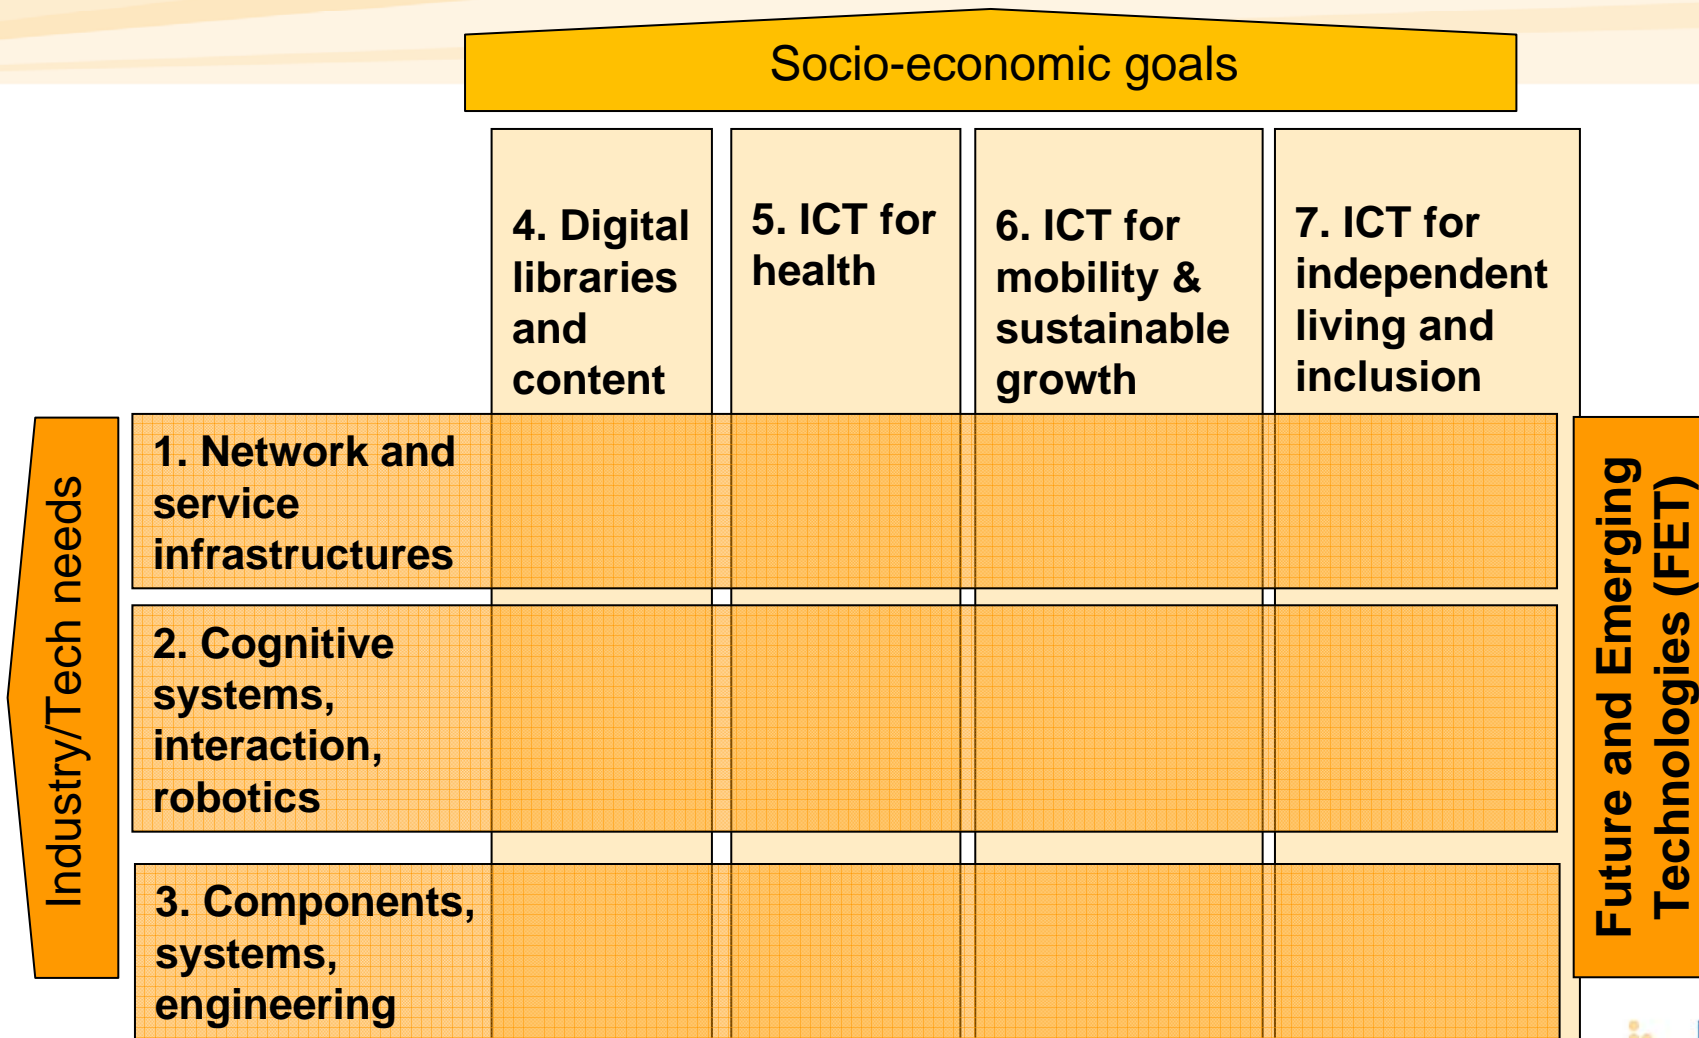 Socio-economic goals
4. Digital
libraries
and
content
5. ICT for
health
6. ICT for
mobility &
sustainable
growth
7. ICT for
independent
living and
inclusion
Industry/Tech needs
1. Network and
service
infrastructures
2. Cognitive
systems,
interaction,
robotics
3. Components,
systems,
engineering
Future and Emerging
Technologies (FET)